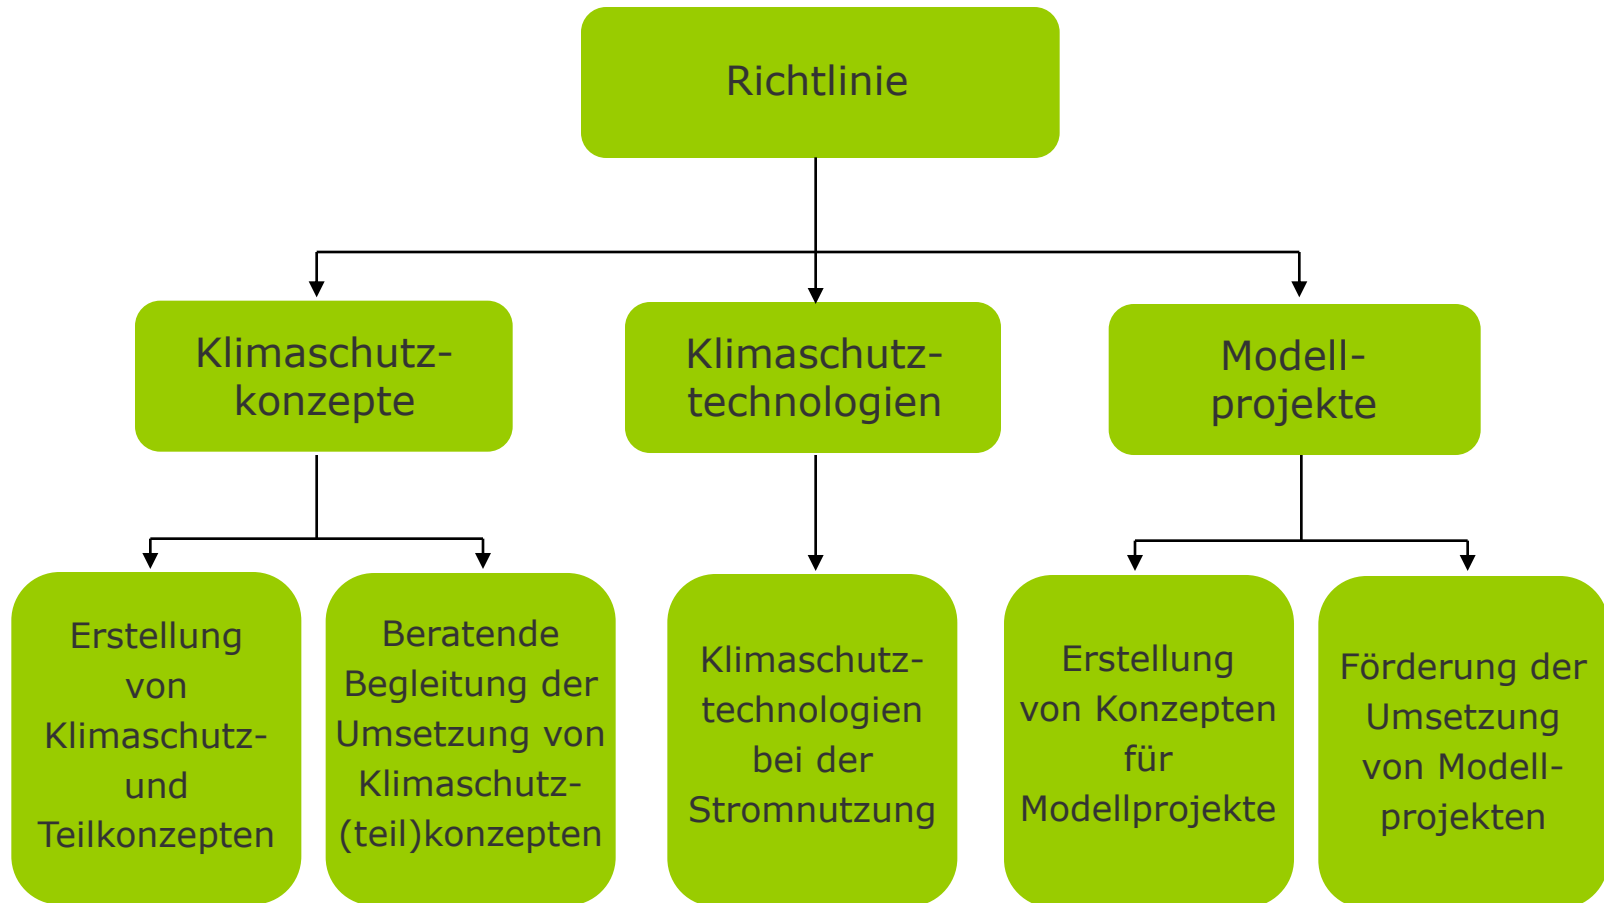 Richtlinie
Klimaschutz-
konzepte
Klimaschutz-
technologien
Modell-
projekte
Erstellung
von
Klimaschutz-
und
Teilkonzepten
Beratende
Begleitung der
Umsetzung von
Klimaschutz-
(teil)konzepten
Klimaschutz-
technologien
bei der
Stromnutzung
Erstellung
von Konzepten
für
Modellprojekte
Förderung der
Umsetzung
von Modell-
projekten